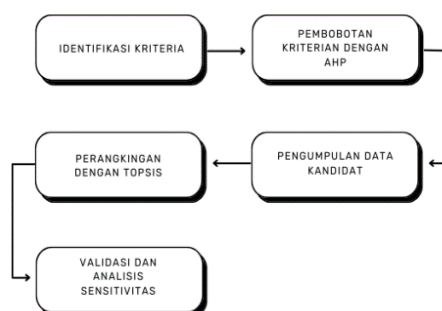 IDENTIFIKASI KRITERIA
PEMBOBOTAN
KRITERIAN DENGAN
AHP
PENGUMPULAN DATA
KANDIDAT
PERANGKINGAN
DENGAN TOPSIS
VALIDASI DAN
ANALISIS
SENSITIVITAS